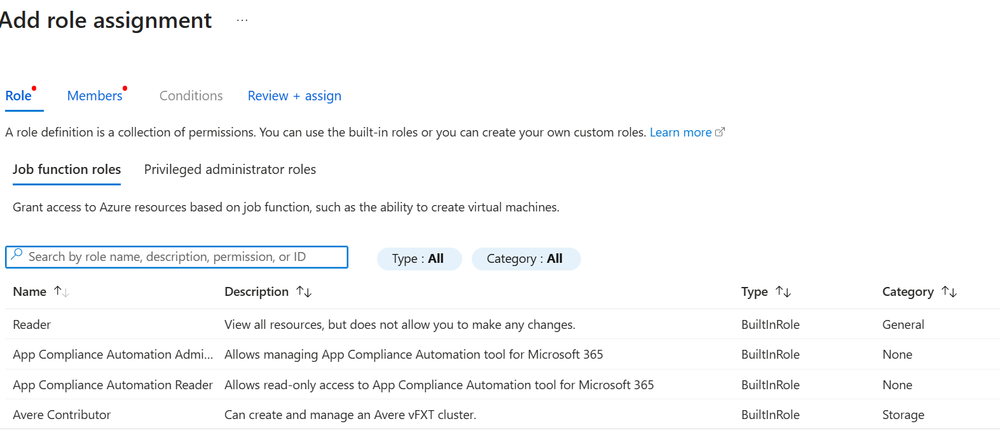 Add role assignment ...
Role Members Conditions Review + assign
A role definition is a collection of permissions. You can use the built-in roles or you can create your own custom roles. Learn more
Job function roles Privileged administrator roles
Grant access to Azure resources based on job function, such as the ability to create virtual machines.
Search by role name, description, permission, or ID Type : All Category : All
Name ↑↓ Description ↑↓ Type ↑↓ Category ↑↓
Reader View all resources, but does not allow you to make any changes. BuiltInRole General
App Compliance Automation Admi... Allows managing App Compliance Automation tool for Microsoft 365 BuiltInRole None
App Compliance Automation Reader Allows read-only access to App Compliance Automation tool for Microsoft 365 BuiltInRole None
Avere Contributor Can create and manage an Avere vFXT cluster. BuiltInRole Storage